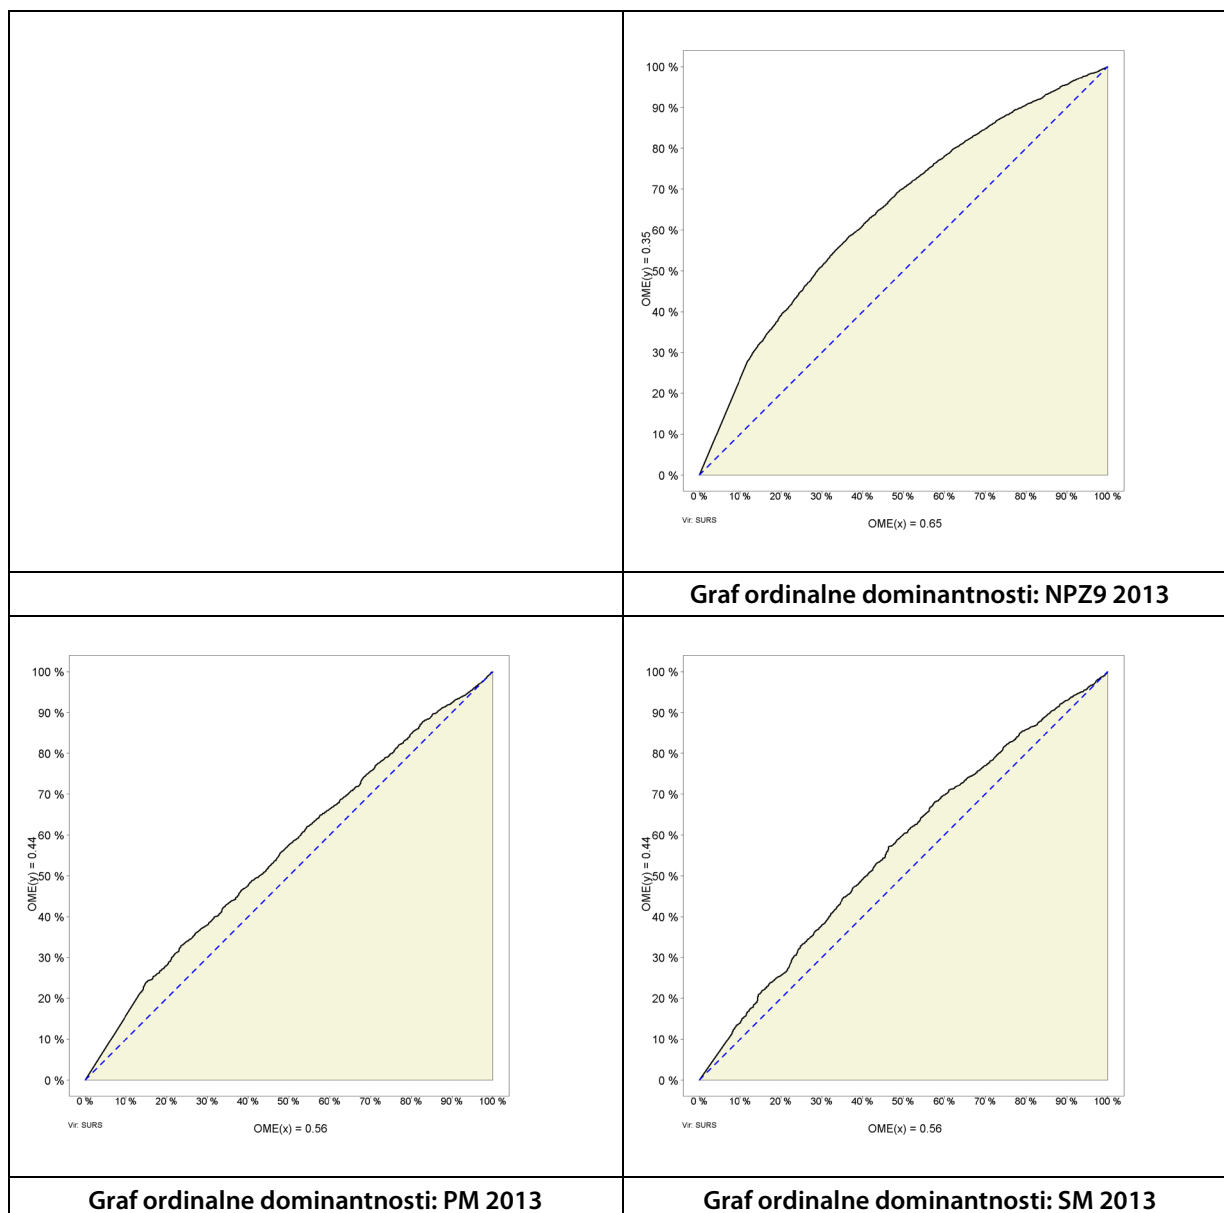 100 %
90 %
80 %
70 %
60 %
50 %
40 %
30 %
20 %
10 %
0 %
OME(y) = 0.35
0 % 10 % 20 % 30 % 40 % 50 % 60 % 70 % 80 % 90 % 100 %
Vir: SURS
OME(x) = 0.65
Graf ordinalne dominantnosti: NPZ9 2013
100 %
90 %
80 %
70 %
60 %
50 %
40 %
30 %
20 %
10 %
0 %
OME(y) = 0.44
0 % 10 % 20 % 30 % 40 % 50 % 60 % 70 % 80 % 90 % 100 %
Vir: SURS
OME(x) = 0.56
Graf ordinalne dominantnosti: PM 2013
100 %
90 %
80 %
70 %
60 %
50 %
40 %
30 %
20 %
10 %
0 %
OME(y) = 0.44
0 % 10 % 20 % 30 % 40 % 50 % 60 % 70 % 80 % 90 % 100 %
Vir: SURS
OME(x) = 0.56
Graf ordinalne dominantnosti: SM 2013